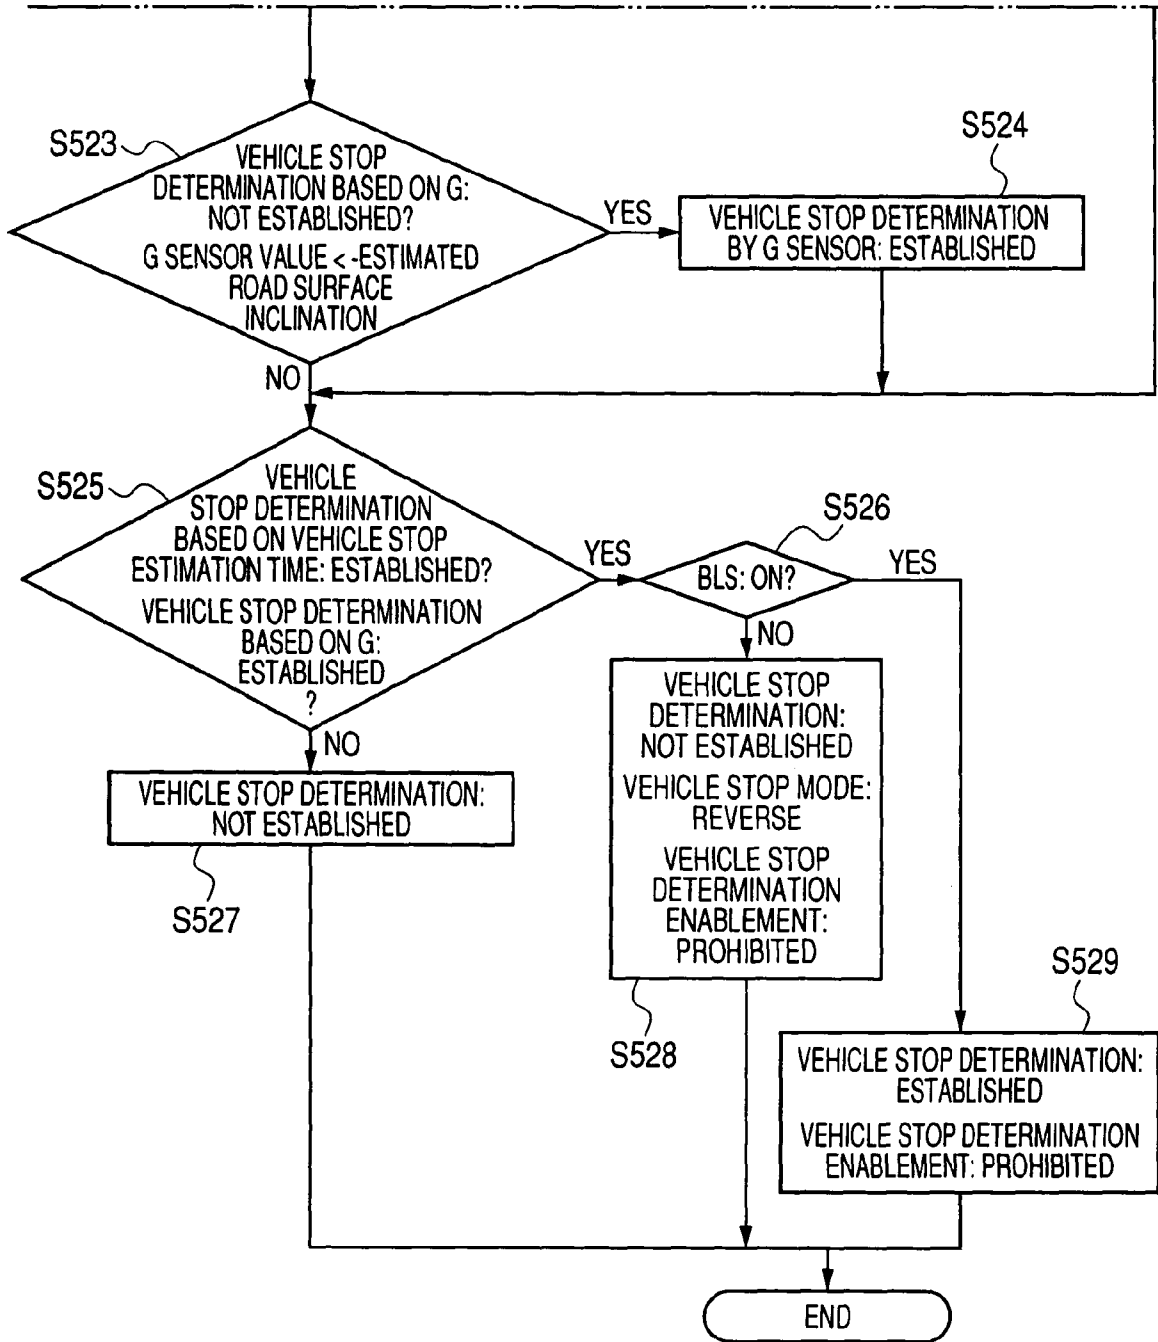 S523
VEHICLE STOP
DETERMINATION BASED ON G:
NOT ESTABLISHED?
G SENSOR VALUE < -ESTIMATED
ROAD SURFACE
INCLINATION
YES
S524
VEHICLE STOP DETERMINATION
BY G SENSOR: ESTABLISHED
NO
S525
VEHICLE
STOP DETERMINATION
BASED ON VEHICLE STOP
ESTIMATION TIME: ESTABLISHED?
VEHICLE STOP DETERMINATION
BASED ON G:
ESTABLISHED
?
YES
S526
BLS: ON?
YES
NO
NO
VEHICLE STOP DETERMINATION:
NOT ESTABLISHED
S527
VEHICLE STOP
DETERMINATION:
NOT ESTABLISHED
VEHICLE STOP MODE:
REVERSE
VEHICLE STOP
DETERMINATION
ENABLEMENT:
PROHIBITED
S528
S529
VEHICLE STOP DETERMINATION:
ESTABLISHED
VEHICLE STOP DETERMINATION
ENABLEMENT: PROHIBITED
END